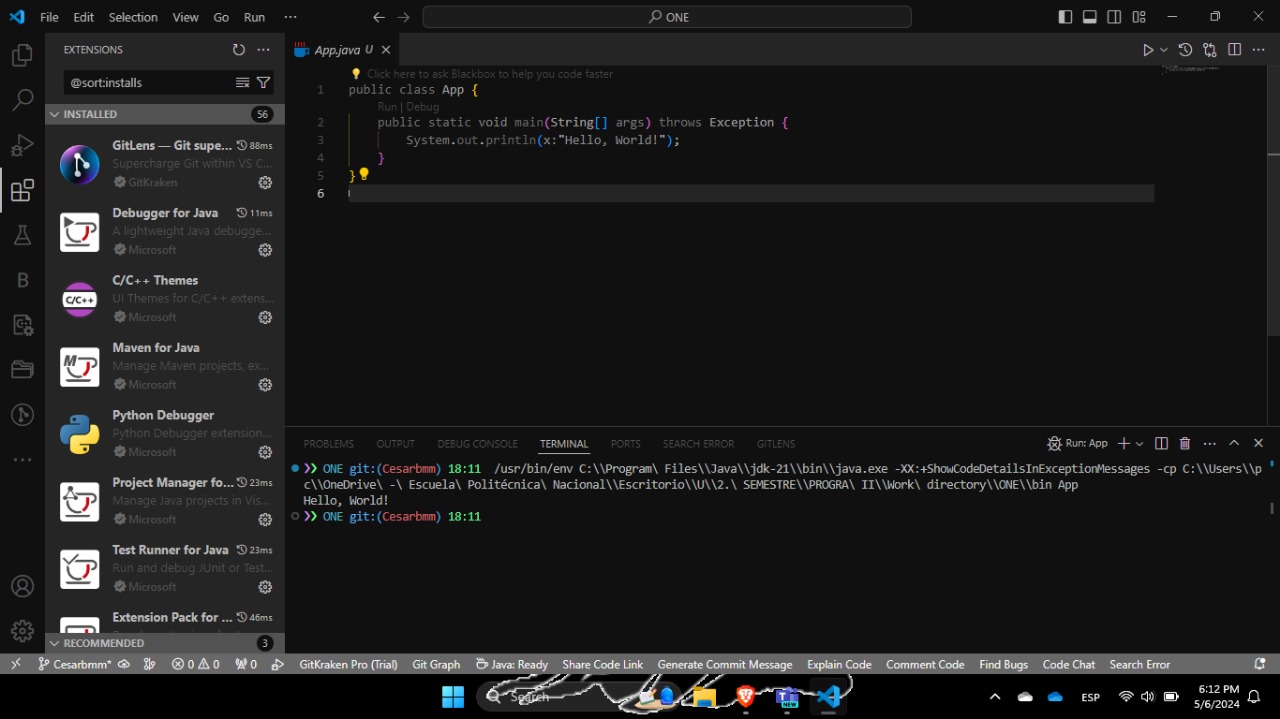 File Edit Selection View Go Run ··· ONE
EXTENSIONS
@sort:installs
INSTALLED 56
GitLens — Git supe... 88ms
Supercharge Git within VS C...
GitKraken
Debugger for Java 11ms
A lightweight Java debugge...
Microsoft
C/C++ Themes
UI Themes for C/C++ extens...
Microsoft
Maven for Java
Manage Maven projects, ex...
Microsoft
Python Debugger
Python Debugger extension...
Microsoft
Project Manager fo... 23ms
Manage Java projects in Vis...
Microsoft
Test Runner for Java 23ms
Run and debug JUnit or Test...
Microsoft
Extension Pack for ... 46ms
RECOMMENDED 3
App.java U
Click here to ask Blackbox to help you code faster
1 public class App {
Run | Debug
2 public static void main(String[] args) throws Exception {
3 System.out.println(x:"Hello, World!");
4 }
5 }
6
PROBLEMS OUTPUT DEBUG CONSOLE TERMINAL PORTS SEARCH ERROR GITLENS Run: App
ONE git:(Cesarbmm) 18:11 /usr/bin/env C:\\Program\ Files\\Java\\jdk-21\\bin\\java.exe -XX:+ShowCodeDetailsInExceptionMessages -cp C:\\Users\\p
c\\OneDrive\ -\ Escuela\ Politécnica\ Nacional\\Escritorio\\U\\2.\ SEMESTRE\\PROGRA\ II\\Work\ directory\\ONE\\bin App
Hello, World!
ONE git:(Cesarbmm) 18:11
Cesarbmm* 0 0 0 GitKraken Pro (Trial) Git Graph Java: Ready Share Code Link Generate Commit Message Explain Code Comment Code Find Bugs Code Chat Search Error
Search
NEW
ESP
6:12 PM
5/6/2024